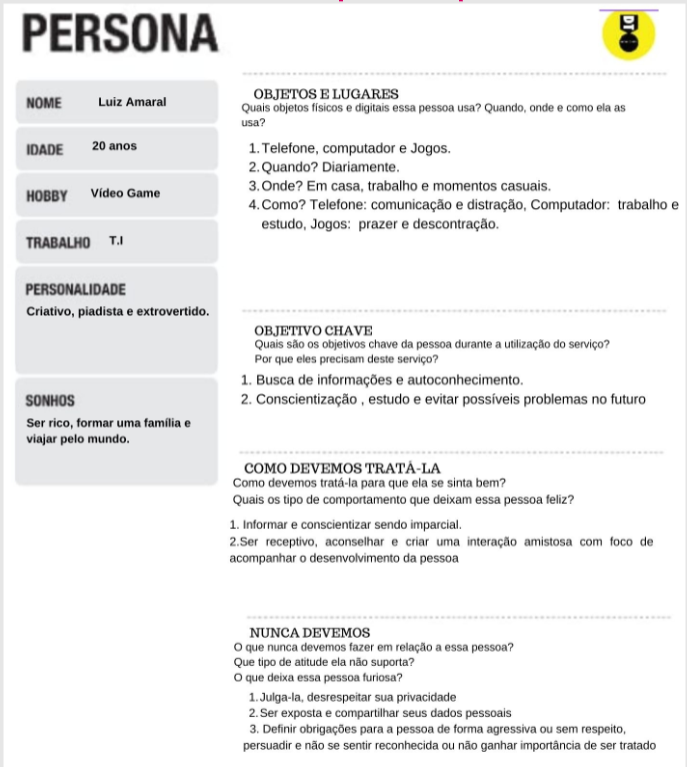 PERSONA
DT
NOME Luiz Amaral
IDADE 20 anos
HOBBY Vídeo Game
TRABALHO T.I
PERSONALIDADE
Criativo, piadista e extrovertido.
SONHOS
Ser rico, formar uma família e
viajar pelo mundo.
OBJETOS E LUGARES
Quais objetos físicos e digitais essa pessoa usa? Quando, onde e como ela as
usa?
1. Telefone, computador e Jogos.
2. Quando? Diariamente.
3. Onde? Em casa, trabalho e momentos casuais.
4. Como? Telefone: comunicação e distração, Computador: trabalho e
estudo, Jogos: prazer e descontração.
OBJETIVO CHAVE
Quais são os objetivos chave da pessoa durante a utilização do serviço?
Por que eles precisam deste serviço?
1. Busca de informações e autoconhecimento.
2. Conscientização , estudo e evitar possíveis problemas no futuro
COMO DEVEMOS TRATÁ-LA
Como devemos tratá-la para que ela se sinta bem?
Quais os tipo de comportamento que deixam essa pessoa feliz?
1. Informar e conscientizar sendo imparcial.
2.Ser receptivo, aconselhar e criar uma interação amistosa com foco de
acompanhar o desenvolvimento da pessoa
NUNCA DEVEMOS
O que nunca devemos fazer em relação a essa pessoa?
Que tipo de atitude ela não suporta?
O que deixa essa pessoa furiosa?
1. Julga-la, desrespeitar sua privacidade
2. Ser exposta e compartilhar seus dados pessoais
3. Definir obrigações para a pessoa de forma agressiva ou sem respeito,
persuadir e não se sentir reconhecida ou não ganhar importância de ser tratado